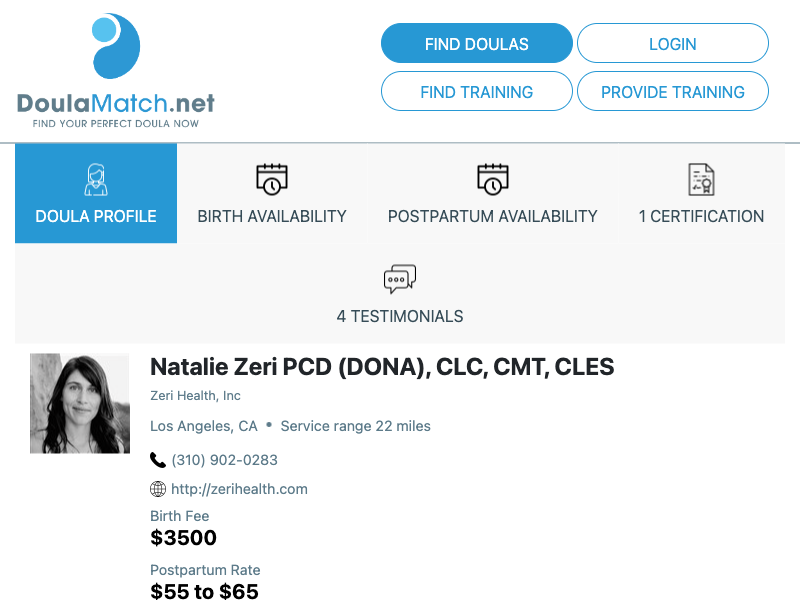 DoulaMatch.net
FIND YOUR PERFECT DOULA NOW
FIND DOULAS
LOGIN
FIND TRAINING
PROVIDE TRAINING
DOULA PROFILE
BIRTH AVAILABILITY
POSTPARTUM AVAILABILITY
1 CERTIFICATION
4 TESTIMONIALS
Natalie Zeri PCD (DONA), CLC, CMT, CLES
Zeri Health, Inc
Los Angeles, CA • Service range 22 miles
(310) 902-0283
http://zerihealth.com
Birth Fee
$3500
Postpartum Rate
$55 to $65